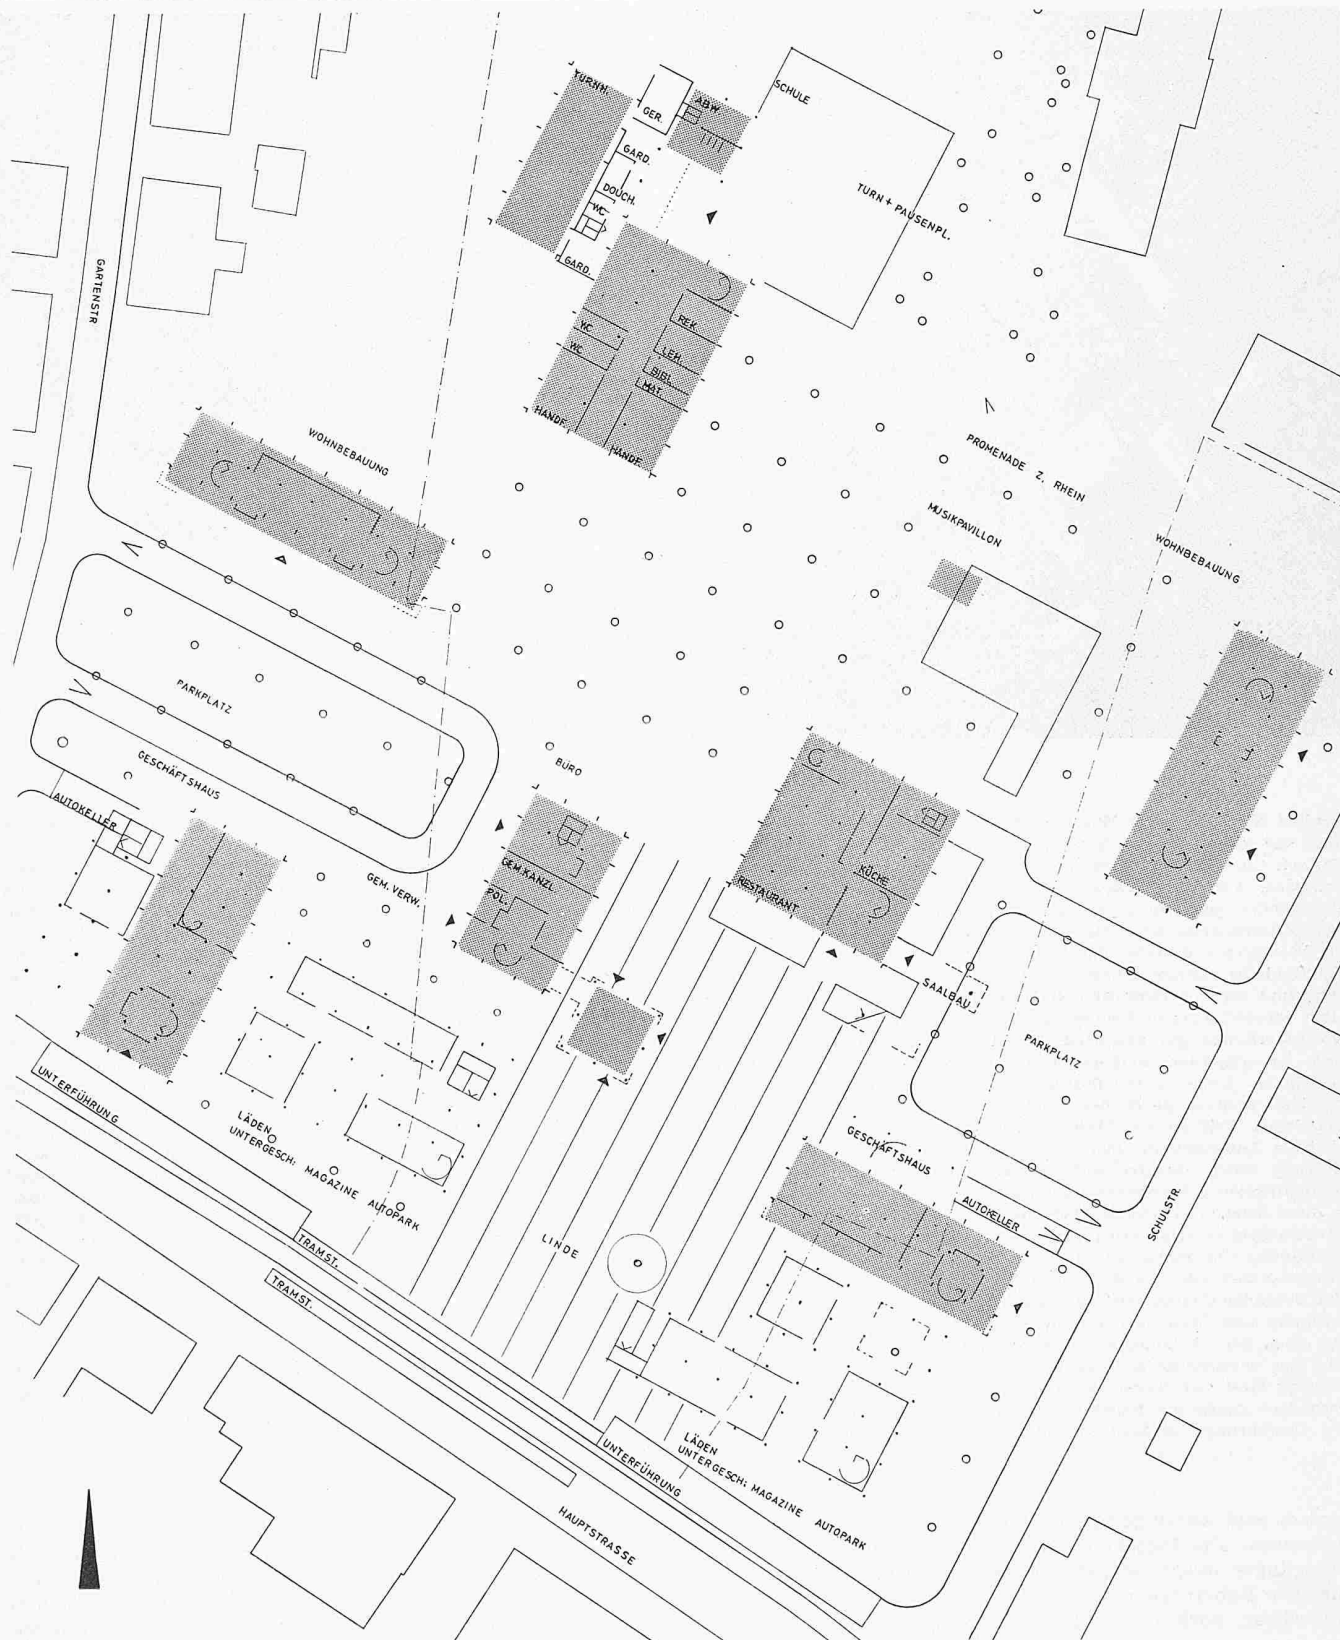 TURNH.
GER.
ABW.
SCHULE
GARD.
DOUCH.
WC
GARD.
TURN + PAUSENPL.
GARTENSTR
REK.
LEH.
BIBL.
MAT.
WC
WC
HANDF.
HANDF.
WOHNBEBAUUNG
PROMENADE Z. RHEIN
MUSIKPAVILLON
WOHNBEBAUUNG
PARKPLATZ
GESCHÄFTSHAUS
AUTOKELLER
BÜRO
GEM.KANZL.
POL.
GEM. VERW.
KÜCHE
RESTAURANT
SAALBAU
PARKPLATZ
UNTERFÜHRUNG
LÄDEN
UNTERGESCH: MAGAZINE AUTOPARK
GESCHÄFTSHAUS
AUTOKELLER
SCHULSTR
TRAMST.
TRAMST.
LINDE
LÄDEN
UNTERGESCH: MAGAZINE AUTOPARK
UNTERFÜHRUNG
HAUPTSTRASSE